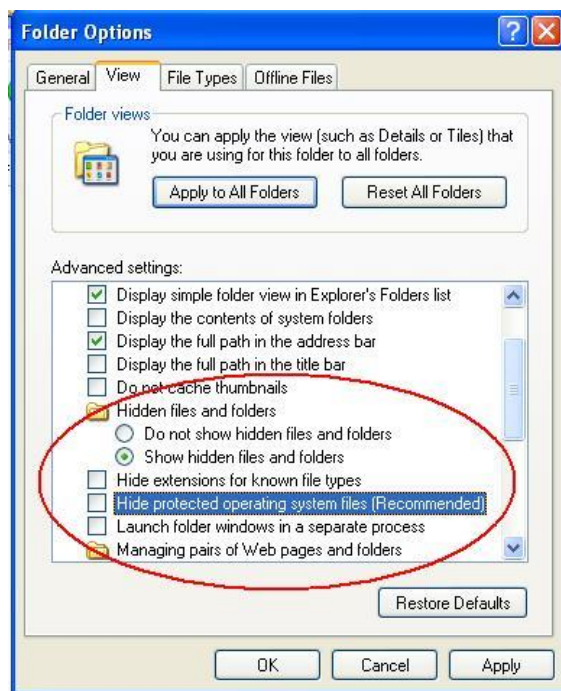 Folder Options
General View File Types Offline Files
Folder views
You can apply the view (such as Details or Tiles) that
you are using for this folder to all folders.
Apply to All Folders Reset All Folders
Advanced settings:
Display simple folder view in Explorer's Folders list
Display the contents of system folders
Display the full path in the address bar
Display the full path in the title bar
Do not cache thumbnails
Hidden files and folders
Do not show hidden files and folders
Show hidden files and folders
Hide extensions for known file types
Hide protected operating system files (Recommended)
Launch folder windows in a separate process
Managing pairs of Web pages and folders
Restore Defaults
OK Cancel Apply